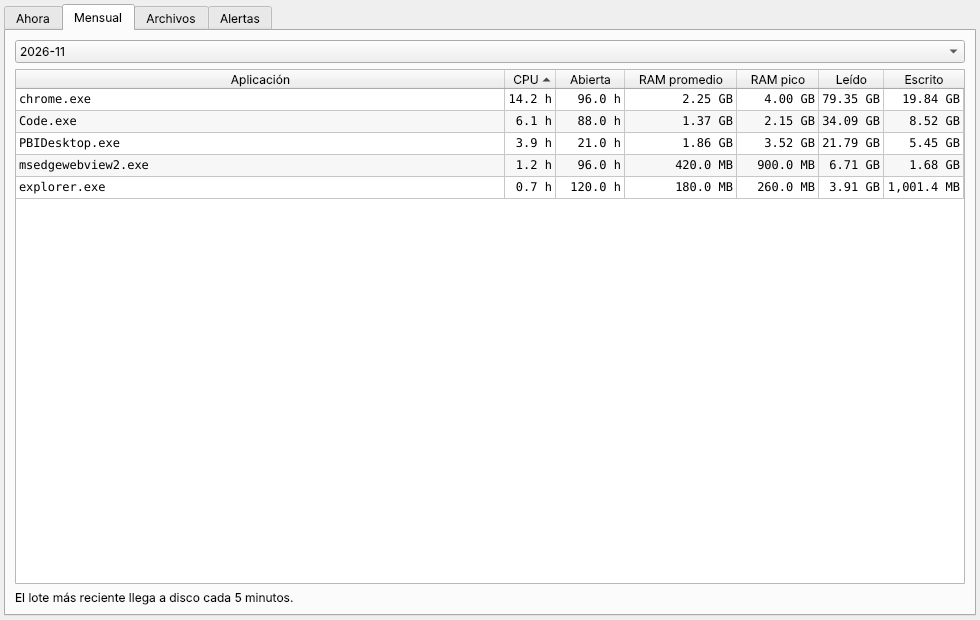 Ahora Mensual Archivos Alertas
2026-11
Aplicación CPU Abierta RAM promedio RAM pico Leído Escrito
chrome.exe 14.2 h 96.0 h 2.25 GB 4.00 GB 79.35 GB 19.84 GB
Code.exe 6.1 h 88.0 h 1.37 GB 2.15 GB 34.09 GB 8.52 GB
PBIDesktop.exe 3.9 h 21.0 h 1.86 GB 3.52 GB 21.79 GB 5.45 GB
msedgewebview2.exe 1.2 h 96.0 h 420.0 MB 900.0 MB 6.71 GB 1.68 GB
explorer.exe 0.7 h 120.0 h 180.0 MB 260.0 MB 3.91 GB 1,001.4 MB
El lote más reciente llega a disco cada 5 minutos.